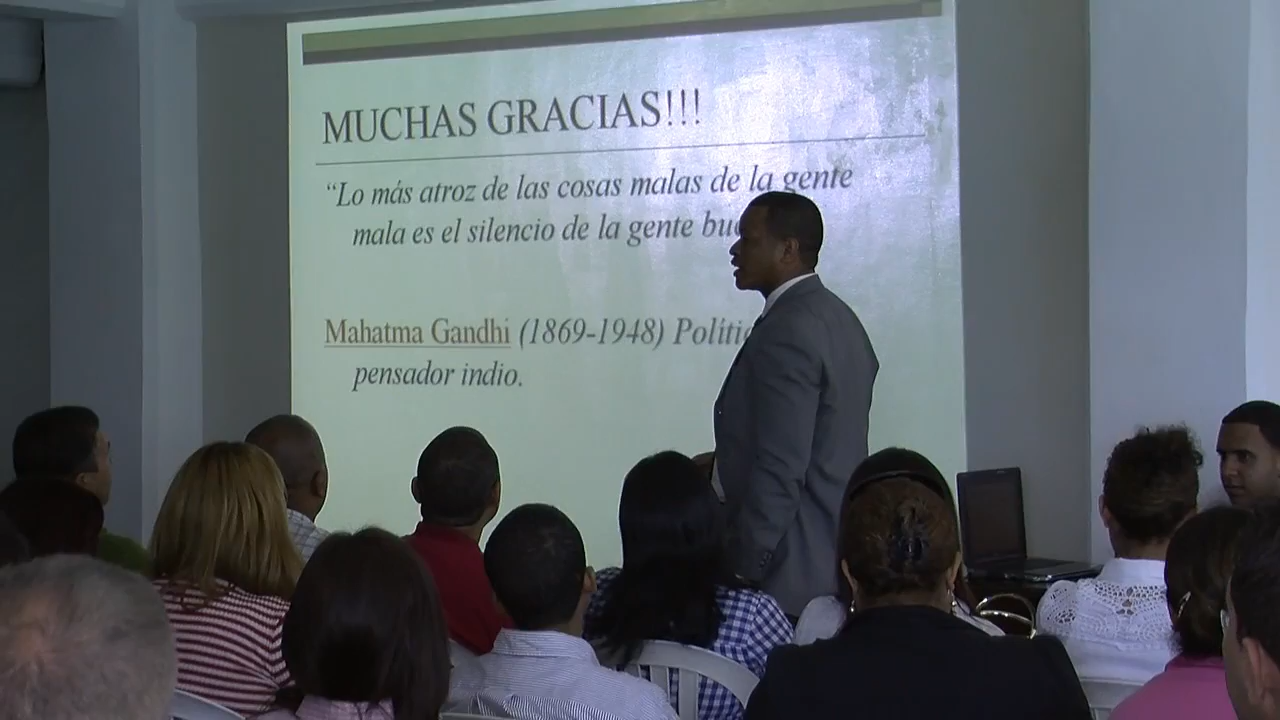 MUCHAS GRACIAS!!!
“Lo más atroz de las cosas malas de la gente
mala es el silencio de la gente
Mahatma Gandhi (1869-1948)
pensador indio.